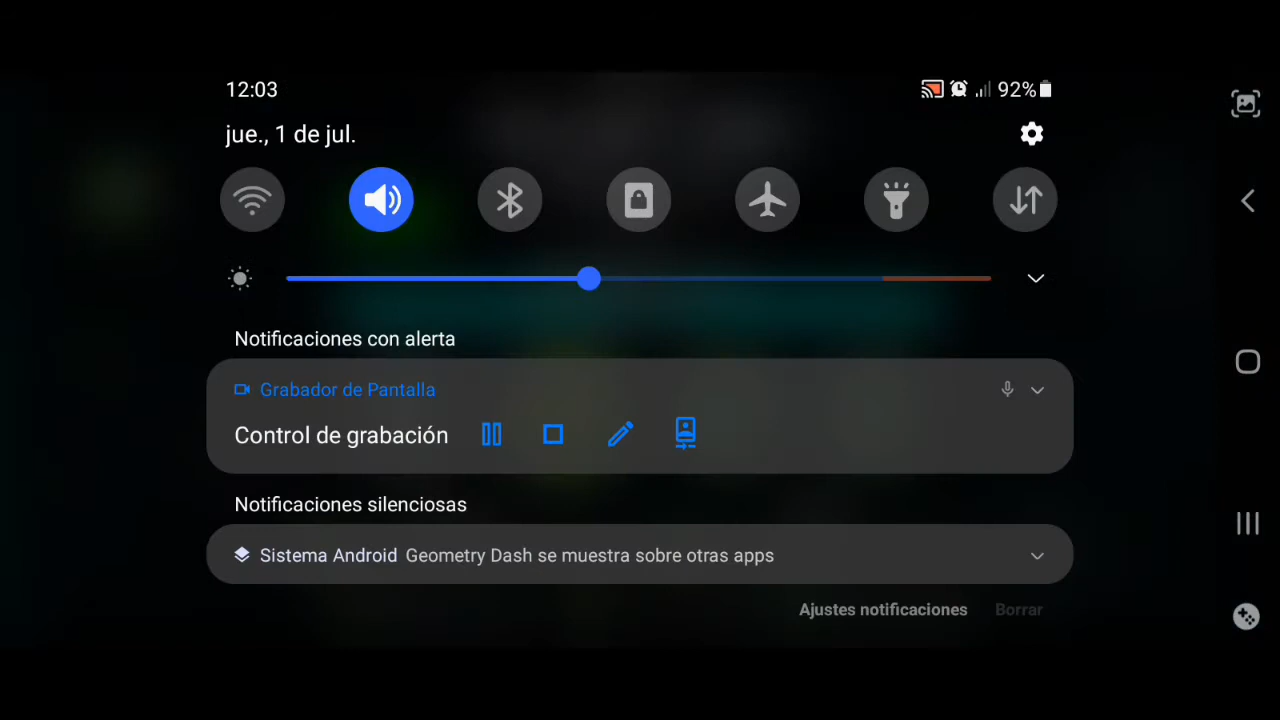 12:03
92%
jue., 1 de jul.
Notificaciones con alerta
Grabador de Pantalla
Control de grabación
Notificaciones silenciosas
Sistema Android Geometry Dash se muestra sobre otras apps
Ajustes notificaciones Borrar